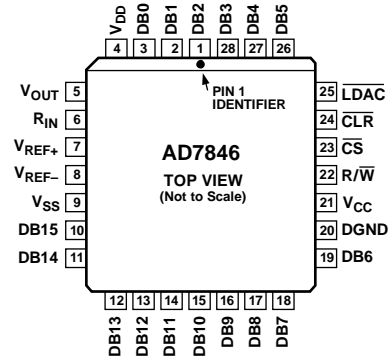 VDD DB0 DB1 DB2 DB3 DB4 DB5
4 3 2 1 28 27 26
PIN 1
IDENTIFIER
VOUT 5
RIN 6
VREF+ 7
VREF– 8
VSS 9
DB15 10
DB14 11
AD7846
TOP VIEW
(Not to Scale)
25 L̅D̅A̅C̅
24 C̅L̅R̅
23 C̅S̅
22 R/W̅
21 VCC
20 DGND
19 DB6
12 13 14 15 16 17 18
DB13 DB12 DB11 DB10 DB9 DB8 DB7